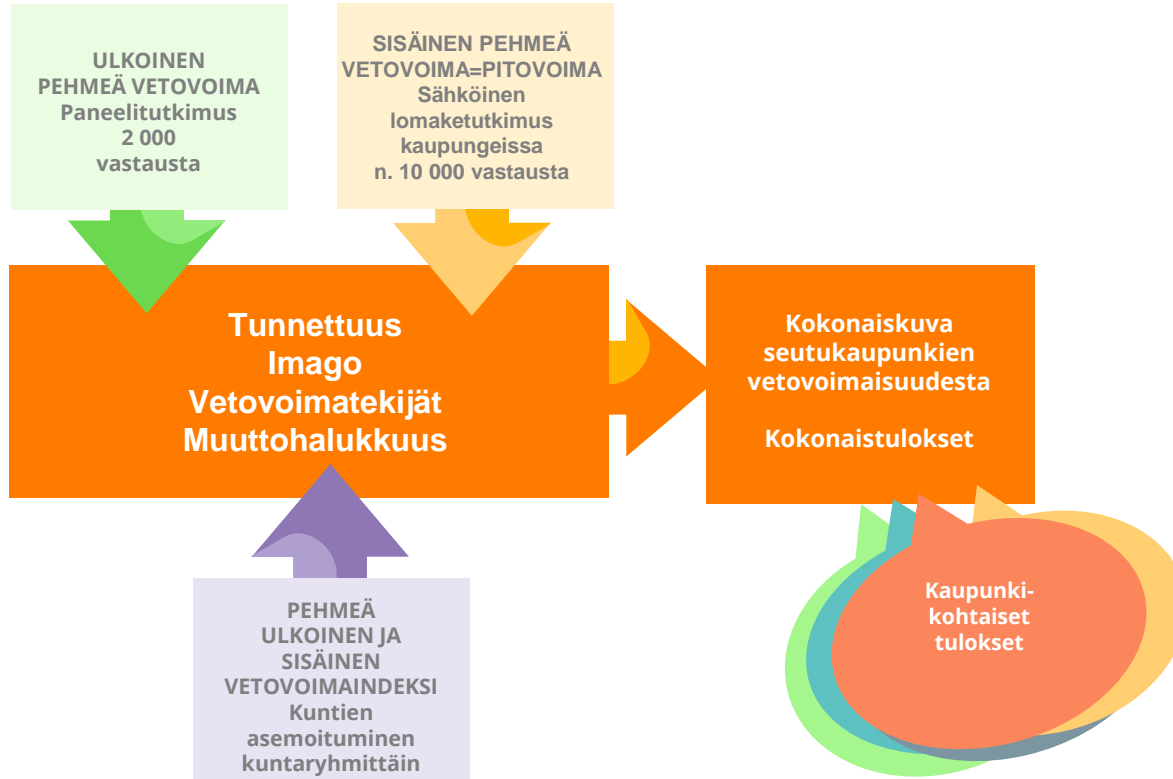 ULKOINEN
PEHMEÄ VETOVOIMA
Paneelitutkimus
2 000
vastausta
SISÄINEN PEHMEÄ
VETOVOIMA=PITOVOIMA
Sähköinen
lomaketutkimus
kaupungeissa
n. 10 000 vastausta
Tunnettuus
Imago
Vetovoimatekijät
Muuttohalukkuus
Kokonaiskuva
seutukaupunkien
vetovoimaisuudesta
Kokonaistulokset
PEHMEÄ
ULKOINEN JA
SISÄINEN
VETOVOIMAINDEKSI
Kuntien
asemoituminen
kuntaryhmittäin
Kaupunki-
kohtaiset
tulokset